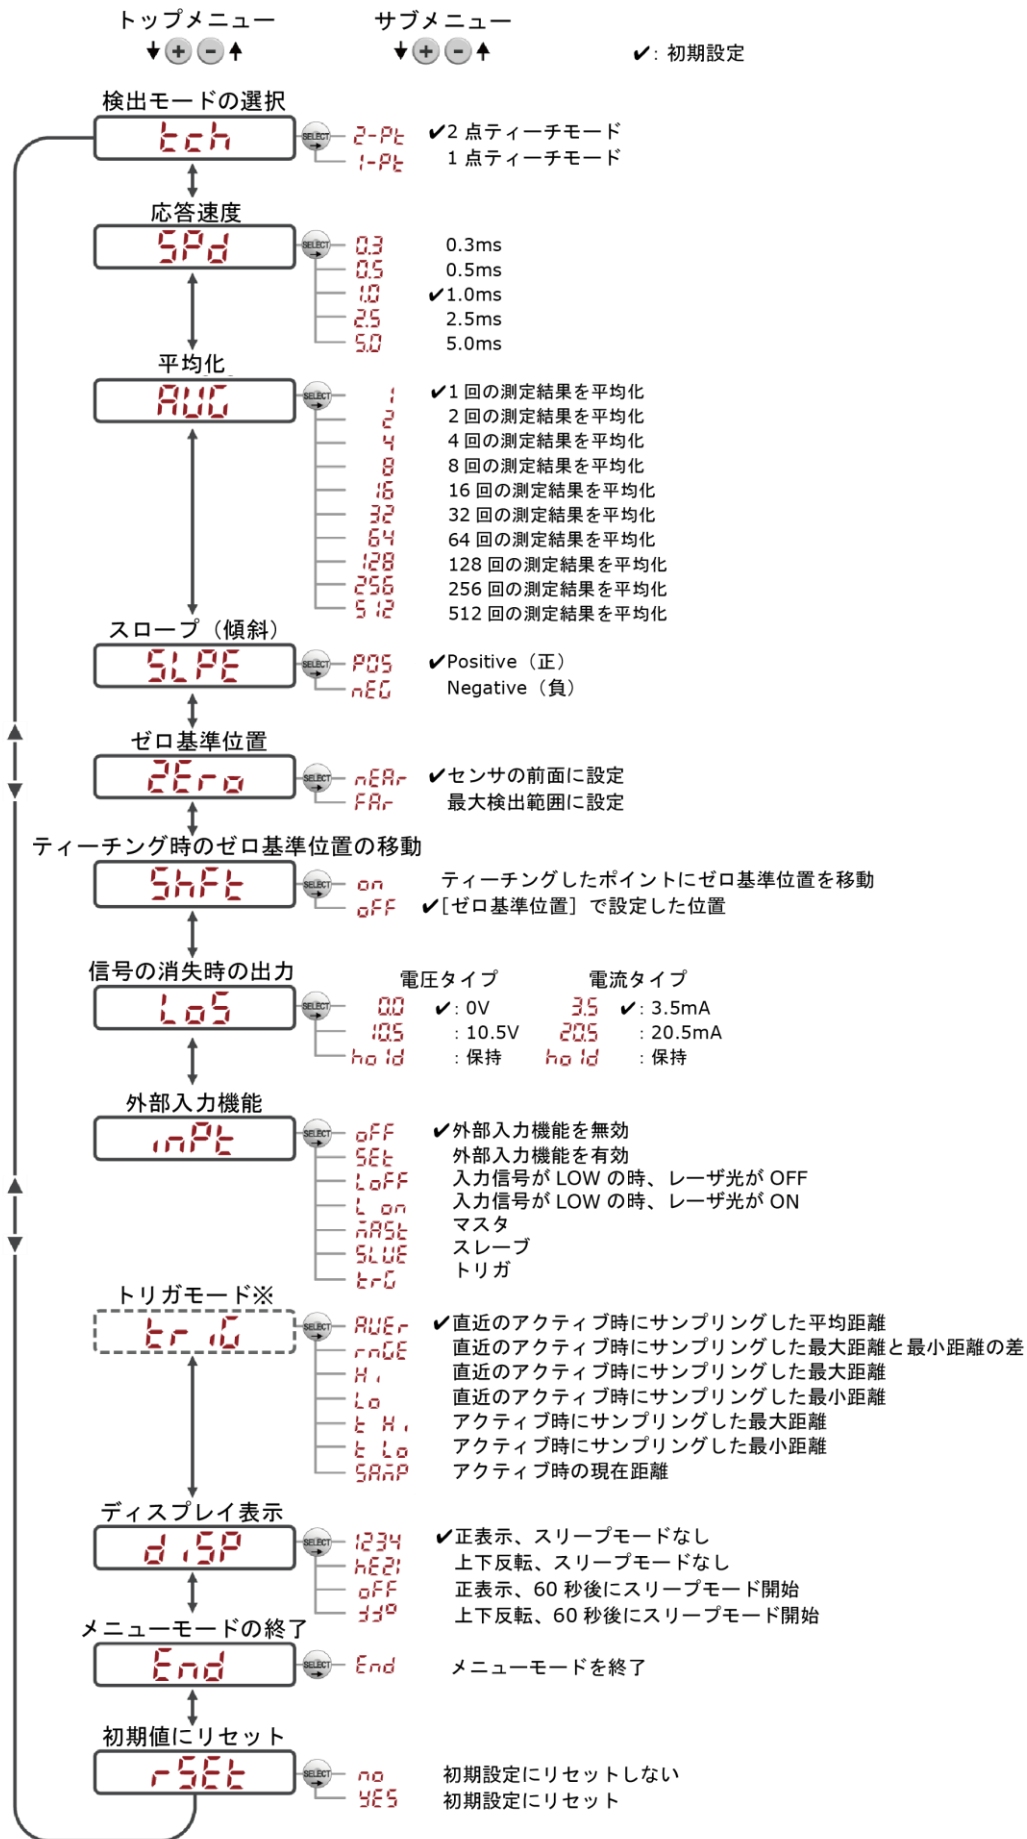 トップメニュー サブメニュー
↓ + − ↑ ↓ + − ↑ ✔: 初期設定
検出モードの選択
tch SELECT 2-Pt ✔2 点ティーチモード
1-Pt 1 点ティーチモード
応答速度
SPd SELECT 0.3 0.3ms
0.5 0.5ms
1.0 ✔1.0ms
2.5 2.5ms
5.0 5.0ms
平均化
AUG SELECT 1 ✔1 回の測定結果を平均化
2 2 回の測定結果を平均化
4 4 回の測定結果を平均化
8 8 回の測定結果を平均化
16 16 回の測定結果を平均化
32 32 回の測定結果を平均化
64 64 回の測定結果を平均化
128 128 回の測定結果を平均化
256 256 回の測定結果を平均化
512 512 回の測定結果を平均化
スロープ（傾斜）
SLPE SELECT POS ✔Positive（正）
nEG Negative（負）
ゼロ基準位置
ZEro SELECT nEAr ✔センサの前面に設定
FAr 最大検出範囲に設定
ティーチング時のゼロ基準位置の移動
ShFt SELECT on ティーチングしたポイントにゼロ基準位置を移動
oFF ✔[ゼロ基準位置］で設定した位置
信号の消失時の出力
電圧タイプ 電流タイプ
LoS SELECT 0.0 ✔: 0V 3.5 ✔: 3.5mA
10.5 : 10.5V 20.5 : 20.5mA
hold : 保持 hold : 保持
外部入力機能
inPt SELECT oFF ✔外部入力機能を無効
SEt 外部入力機能を有効
LoFF 入力信号が LOW の時、レーザ光が OFF
L on 入力信号が LOW の時、レーザ光が ON
mASt マスタ
SLUE スレーブ
trG トリガ
トリガモード※
triG SELECT AUEr ✔直近のアクティブ時にサンプリングした平均距離
rnGE 直近のアクティブ時にサンプリングした最大距離と最小距離の差
Hi 直近のアクティブ時にサンプリングした最大距離
Lo 直近のアクティブ時にサンプリングした最小距離
t Hi アクティブ時にサンプリングした最大距離
t Lo アクティブ時にサンプリングした最小距離
SAmP アクティブ時の現在距離
ディスプレイ表示
diSP SELECT 1234 ✔正表示、スリープモードなし
hEZ1 上下反転、スリープモードなし
oFF 正表示、60 秒後にスリープモード開始
上下反転、60 秒後にスリープモード開始
メニューモードの終了
End SELECT End メニューモードを終了
初期値にリセット
rSEt SELECT no 初期設定にリセットしない
YES 初期設定にリセット